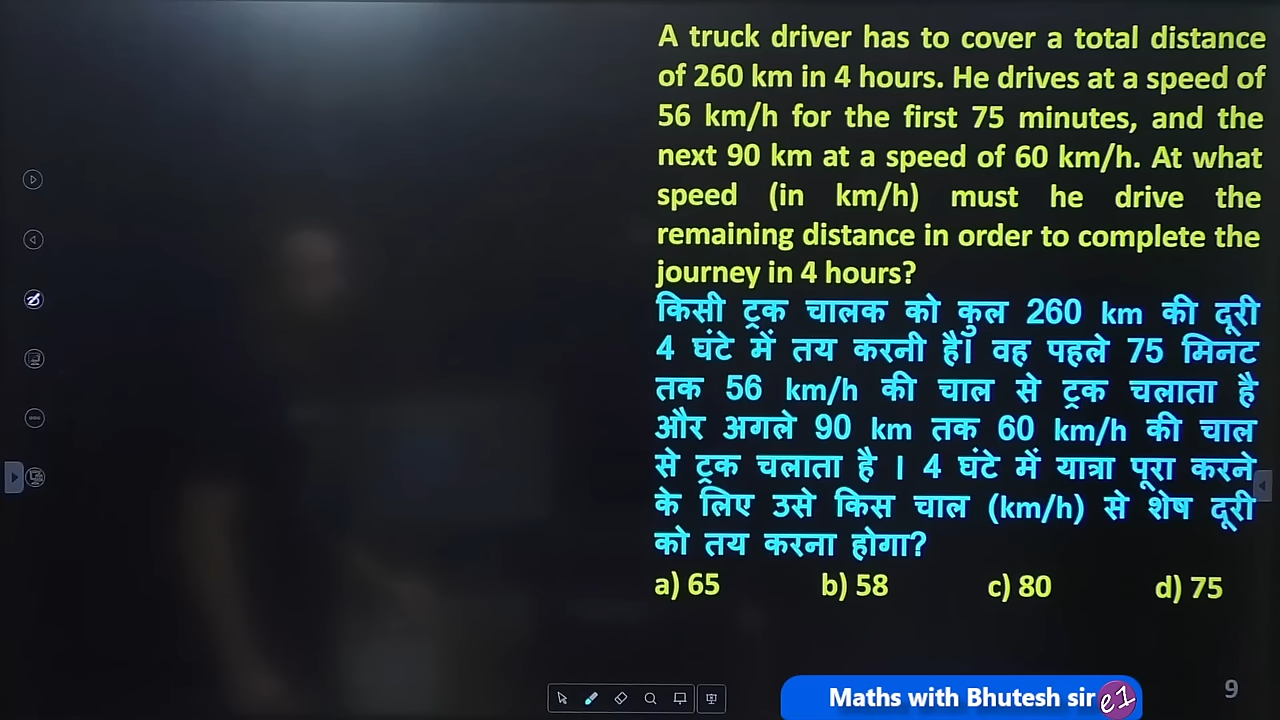 A truck driver has to cover a total distance
of 260 km in 4 hours. He drives at a speed of
56 km/h for the first 75 minutes, and the
next 90 km at a speed of 60 km/h. At what
speed (in km/h) must he drive the
remaining distance in order to complete the
journey in 4 hours?
किसी ट्रक चालक को कुल 260 km की दूरी
4 घंटे में तय करनी है। वह पहले 75 मिनट
तक 56 km/h की चाल से ट्रक चलाता है
और अगले 90 km तक 60 km/h की चाल
से ट्रक चलाता है । 4 घंटे में यात्रा पूरा करने
के लिए उसे किस चाल (km/h) से शेष दूरी
को तय करना होगा?
a) 65 b) 58 c) 80 d) 75
Maths with Bhutesh sir e1
9